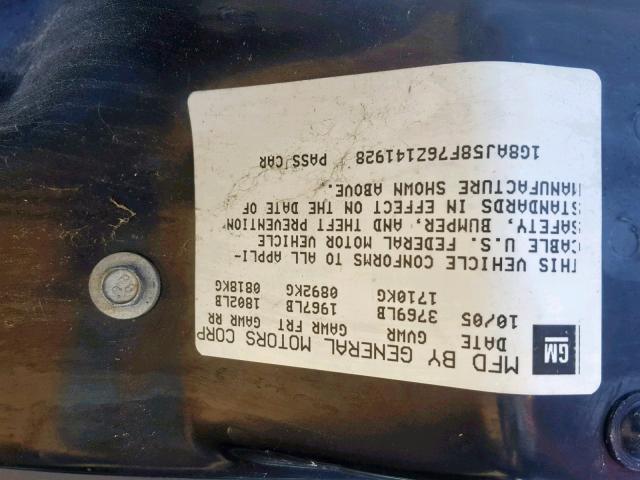 GM
MFD BY GENERAL MOTORS CORP
DATE GVWR GAWR FRT GAWR RR
10/05 3769LB 1967LB 1802LB
1710KG 0892KG 0818KG
THIS VEHICLE CONFORMS TO ALL APPLI-
CABLE U.S. FEDERAL MOTOR VEHICLE
SAFETY, BUMPER, AND THEFT PREVENTION
STANDARDS IN EFFECT ON THE DATE OF
MANUFACTURE SHOWN ABOVE.
1G8AJ58F76Z141928 PASS CAR